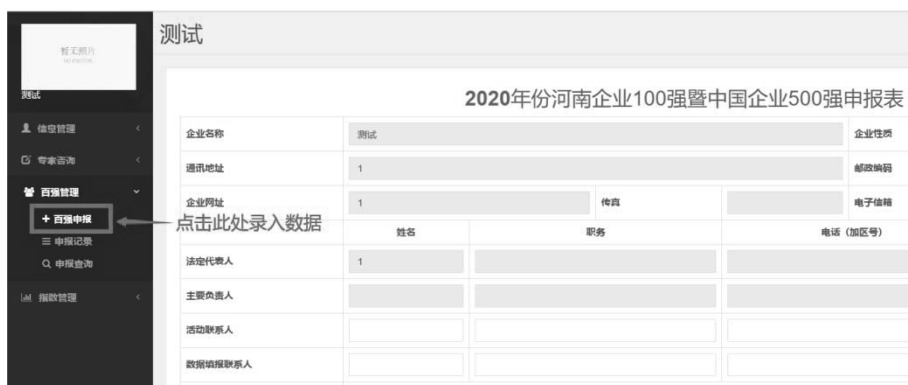 测试
暂无照片
测试
2020年份河南企业100强暨中国企业500强申报表
信息管理
专家咨询
百强管理
百强申报
申报记录
申报查询
指数管理
点击此处录入数据
企业名称 测试 企业性质
通讯地址 1 邮政编码
企业网址 1 传真 电子信箱
姓名 职务 电话（加区号）
法定代表人 1
主要负责人
活动联系人
数据填报联系人